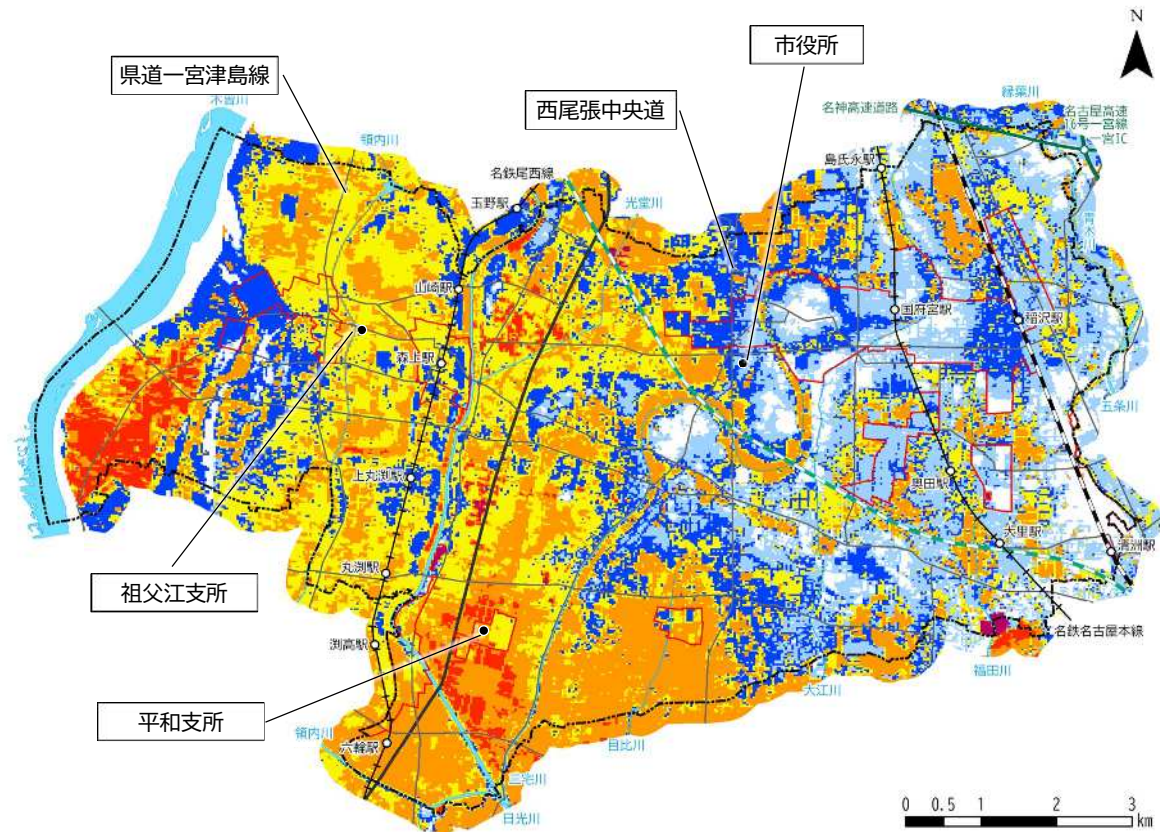 N
市役所
県道一宮津島線
西尾張中央道
木曽川
領内川
名鉄尾西線
玉野駅
光堂川
島氏永駅
名神高速道路
縁葉川
名古屋高速
16号一宮線
一宮IC
青木川
山崎駅
国府宮駅
稲沢駅
森上駅
五条川
上丸渕駅
奥田駅
大里駅
清洲駅
丸渕駅
祖父江支所
名鉄名古屋本線
渕高駅
福田川
大江川
平和支所
領内川
六輪駅
目比川
三宅川
日光川
0 0.5 1 2 3
km